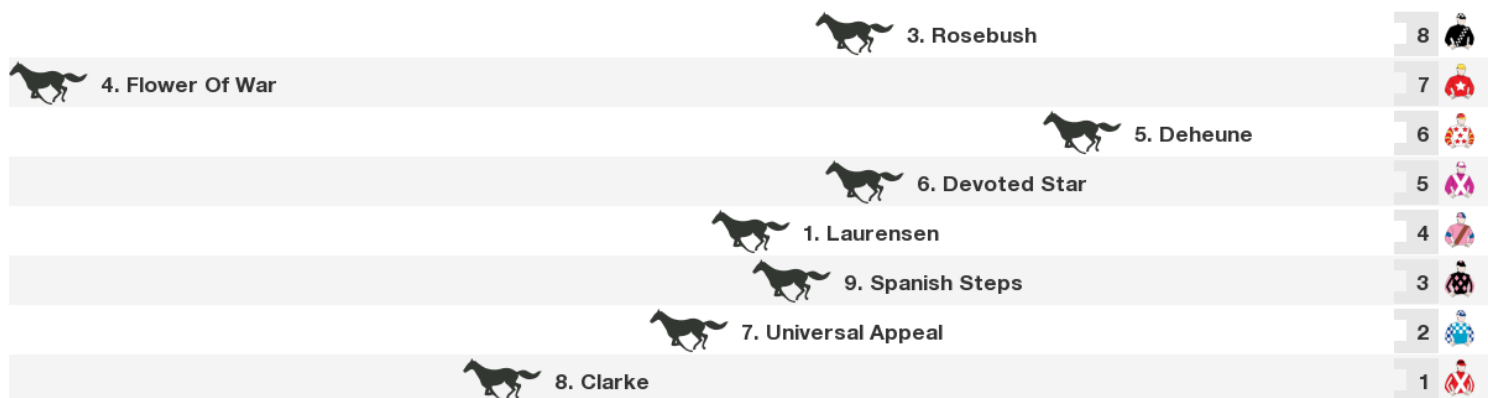 3. Rosebush 8
4. Flower Of War 7
5. Deheune 6
6. Devoted Star 5
1. Laurensen 4
9. Spanish Steps 3
7. Universal Appeal 2
8. Clarke 1